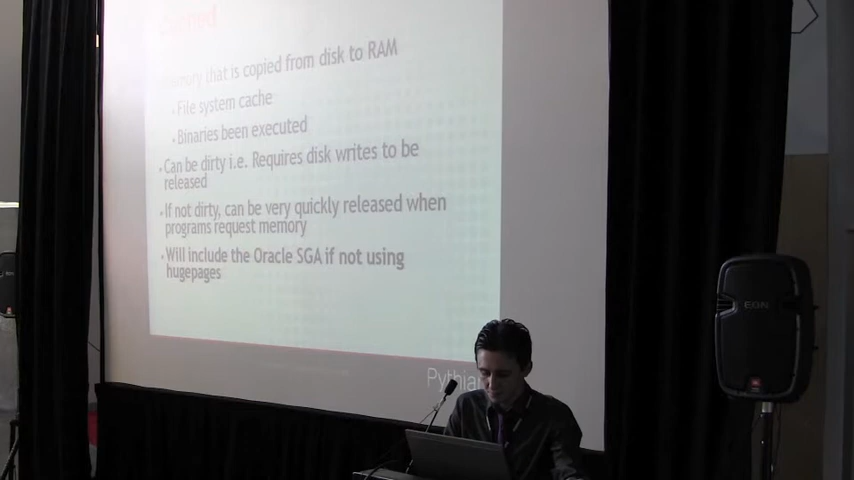 that is copied from disk to RAM
File system cache
Binaries been executed
Can be dirty i.e. Requires disk writes to be
released
If not dirty, can be very quickly released when
programs request memory
Will include the Oracle SGA if not using
hugepages
EON